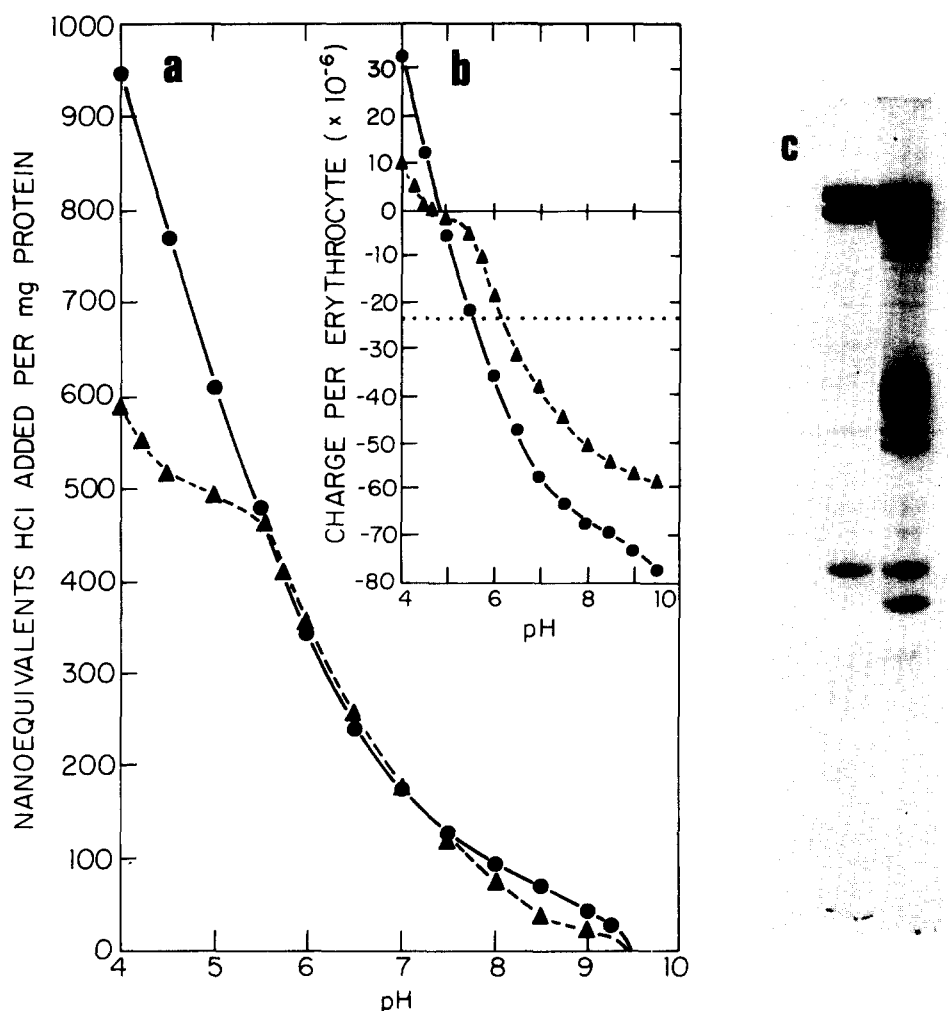 a
NANOEQUIVALENTS HCl ADDED PER mg PROTEIN
1000
900
800
700
600
500
400
300
200
100
0
4 5 6 7 8 9 10
pH
b
CHARGE PER ERYTHROCYTE ( × 10⁻⁶ )
30
20
10
0
-10
-20
-30
-40
-50
-60
-70
-80
4 6 8 10
pH
c